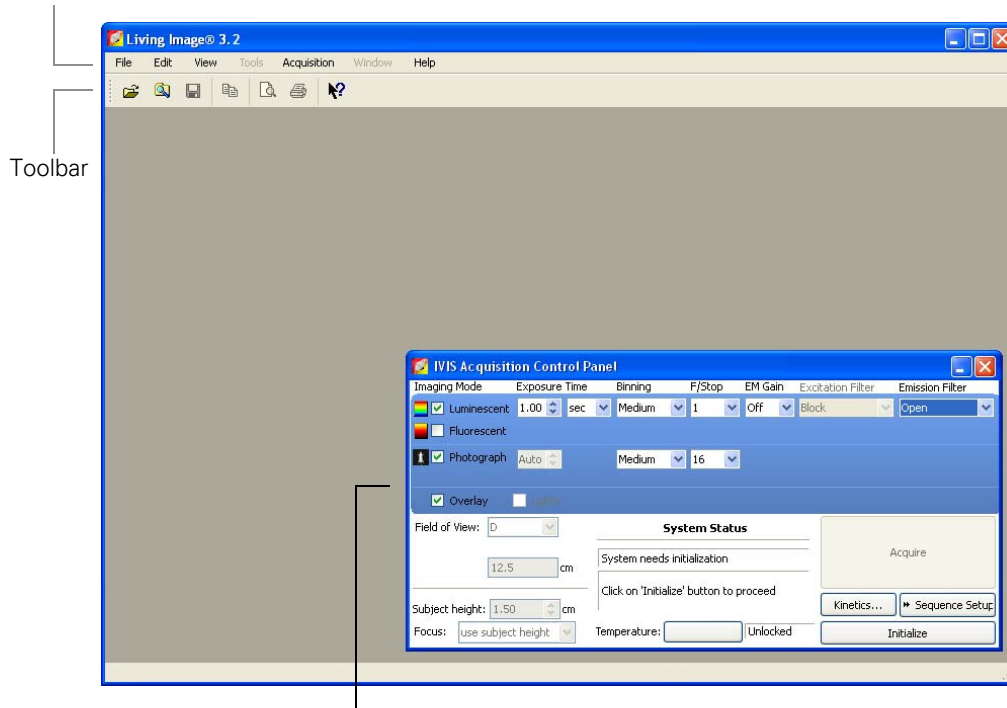 Living Image® 3.2
File Edit View Tools Acquisition Window Help
Toolbar
IVIS Acquisition Control Panel
Imaging Mode Exposure Time Binning F/Stop EM Gain Excitation Filter Emission Filter
Luminescent 1.00 sec Medium 1 Off Block Open
Fluorescent
Photograph Auto Medium 16
Overlay Lights
Field of View: D System Status
12.5 cm System needs initialization Acquire
Click on 'Initialize' button to proceed
Subject height: 1.50 cm Kinetics... Sequence Setup
Focus: use subject height Temperature: Unlocked Initialize